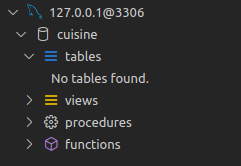 127.0.0.1@3306
cuisine
tables
No tables found.
views
procedures
functions